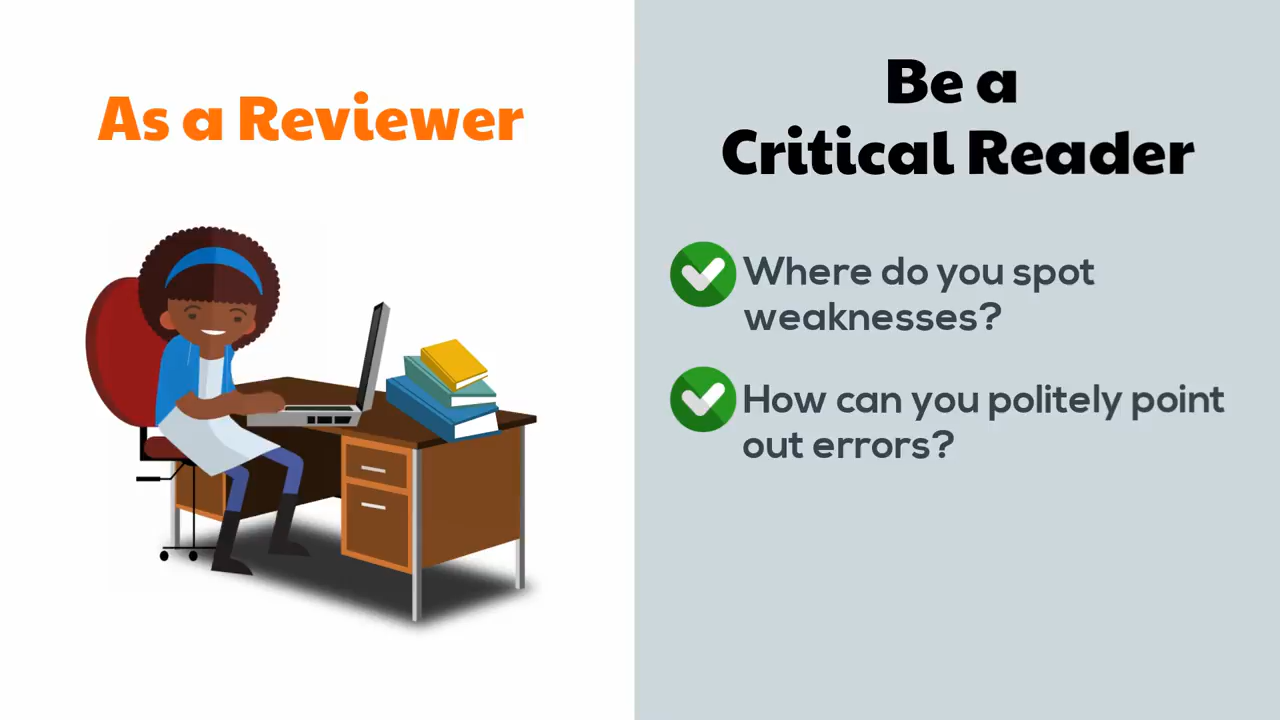 As a Reviewer
Be a
Critical Reader
Where do you spot
weaknesses?
How can you politely point
out errors?